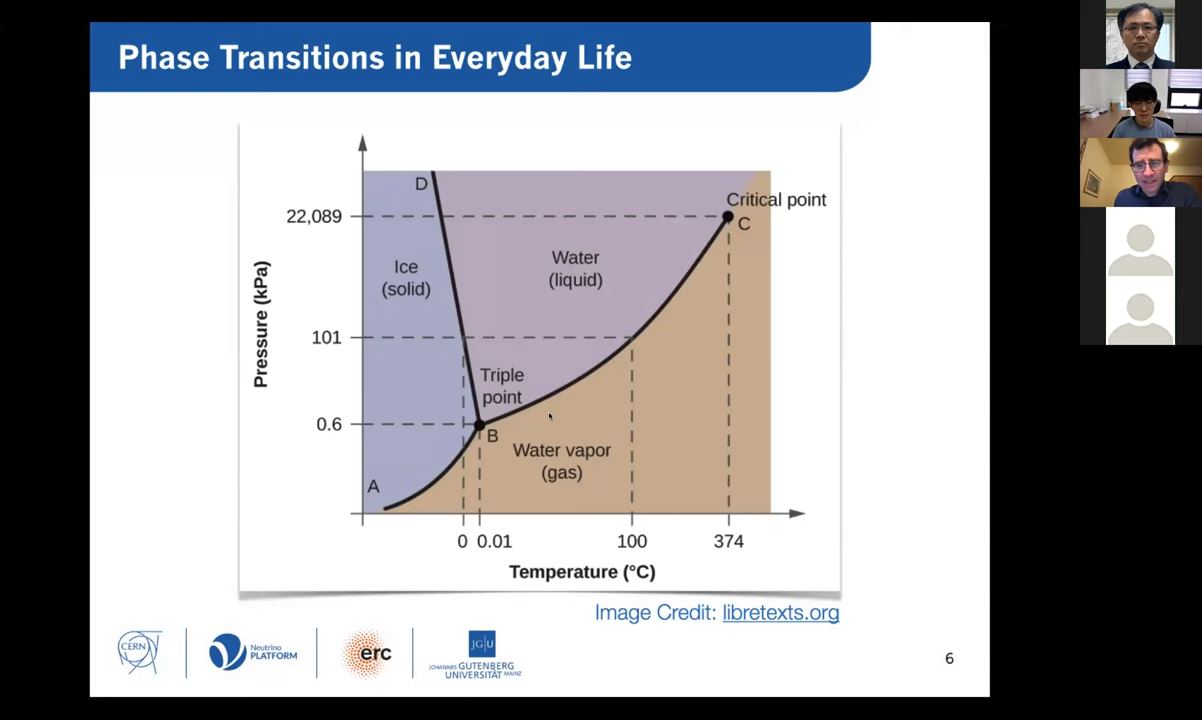 Phase Transitions in Everyday Life
D
Critical point
22,089
C
Water
(liquid)
Ice
(solid)
Pressure (kPa)
101
Triple
point
0.6
B
Water vapor
(gas)
A
0 0.01 100 374
Temperature (°C)
Image Credit: libretexts.org
CERN
Neutrino
PLATFORM
erc
JG|U
JOHANNES GUTENBERG
UNIVERSITÄT MAINZ
6